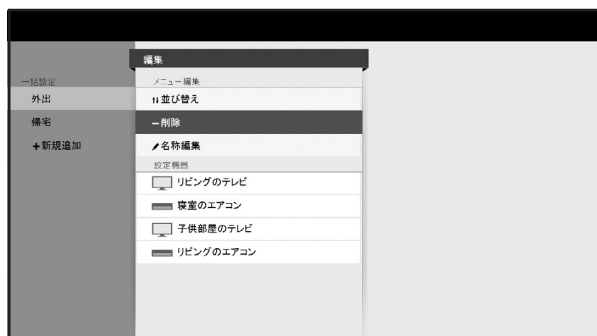 編集
一括設定
外出
帰宅
+新規追加
メニュー編集
⇅並び替え
−削除
名称編集
設定機器
リビングのテレビ
寝室のエアコン
子供部屋のテレビ
リビングのエアコン